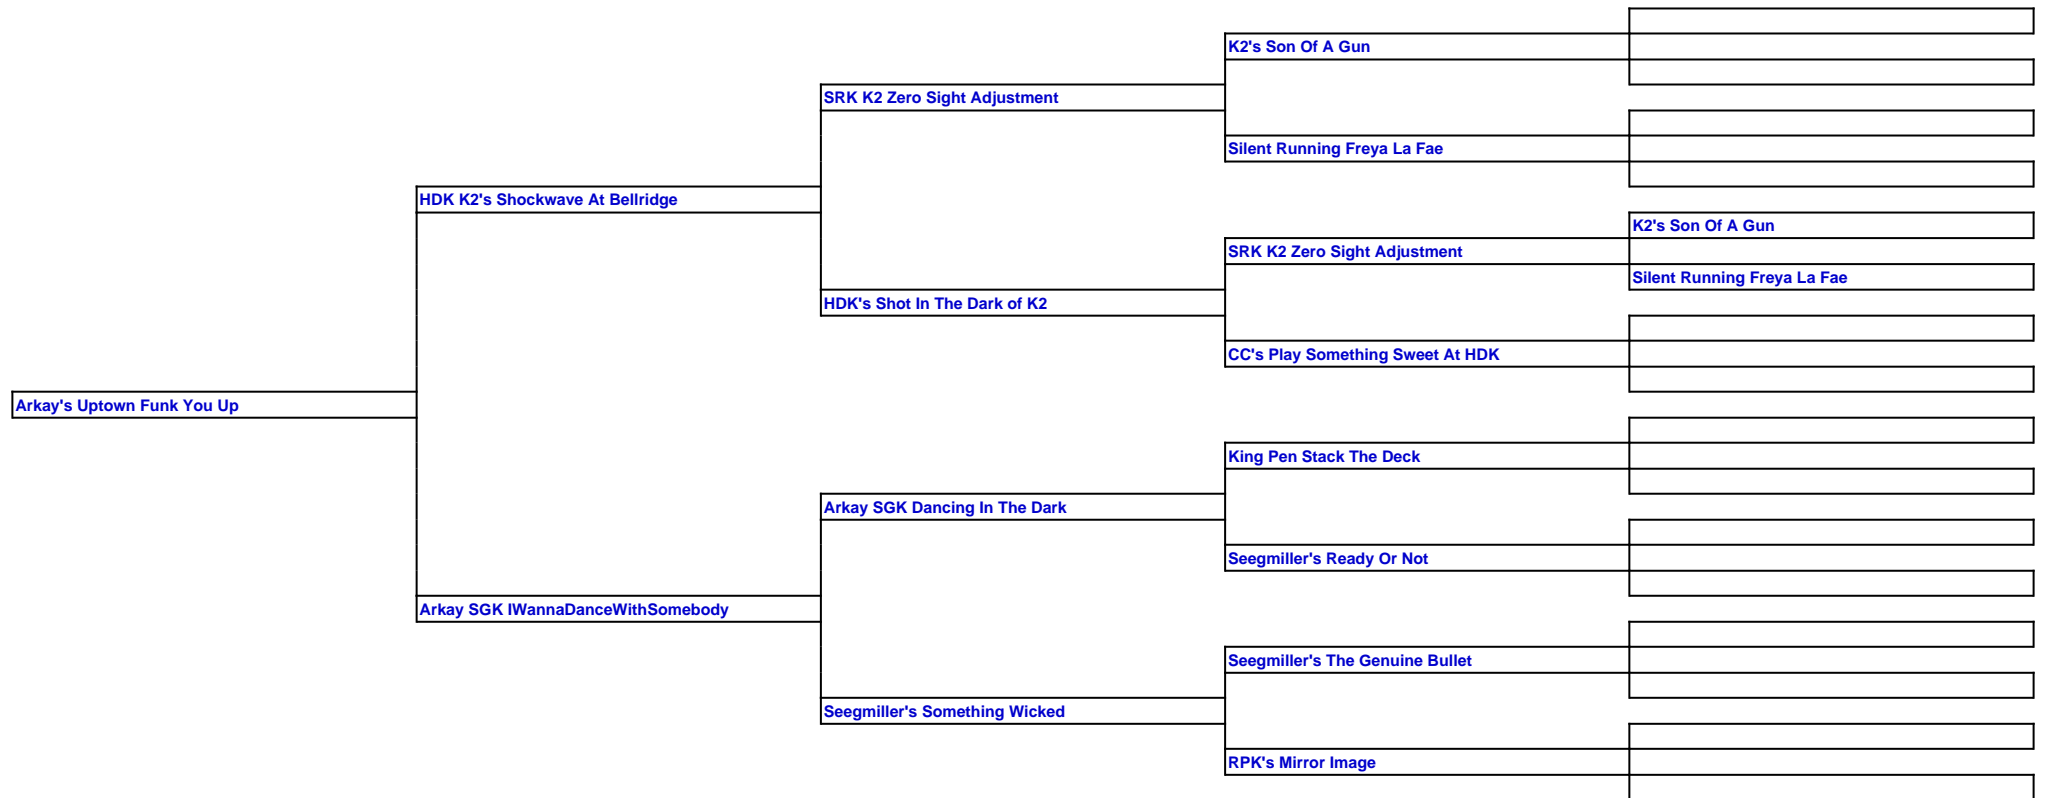 K2's Son Of A Gun
SRK K2 Zero Sight Adjustment
Silent Running Freya La Fae
HDK K2's Shockwave At Bellridge
K2's Son Of A Gun
SRK K2 Zero Sight Adjustment
Silent Running Freya La Fae
HDK's Shot In The Dark of K2
CC's Play Something Sweet At HDK
Arkay's Uptown Funk You Up
King Pen Stack The Deck
Arkay SGK Dancing In The Dark
Seegmiller's Ready Or Not
Arkay SGK IWannaDanceWithSomebody
Seegmiller's The Genuine Bullet
Seegmiller's Something Wicked
RPK's Mirror Image